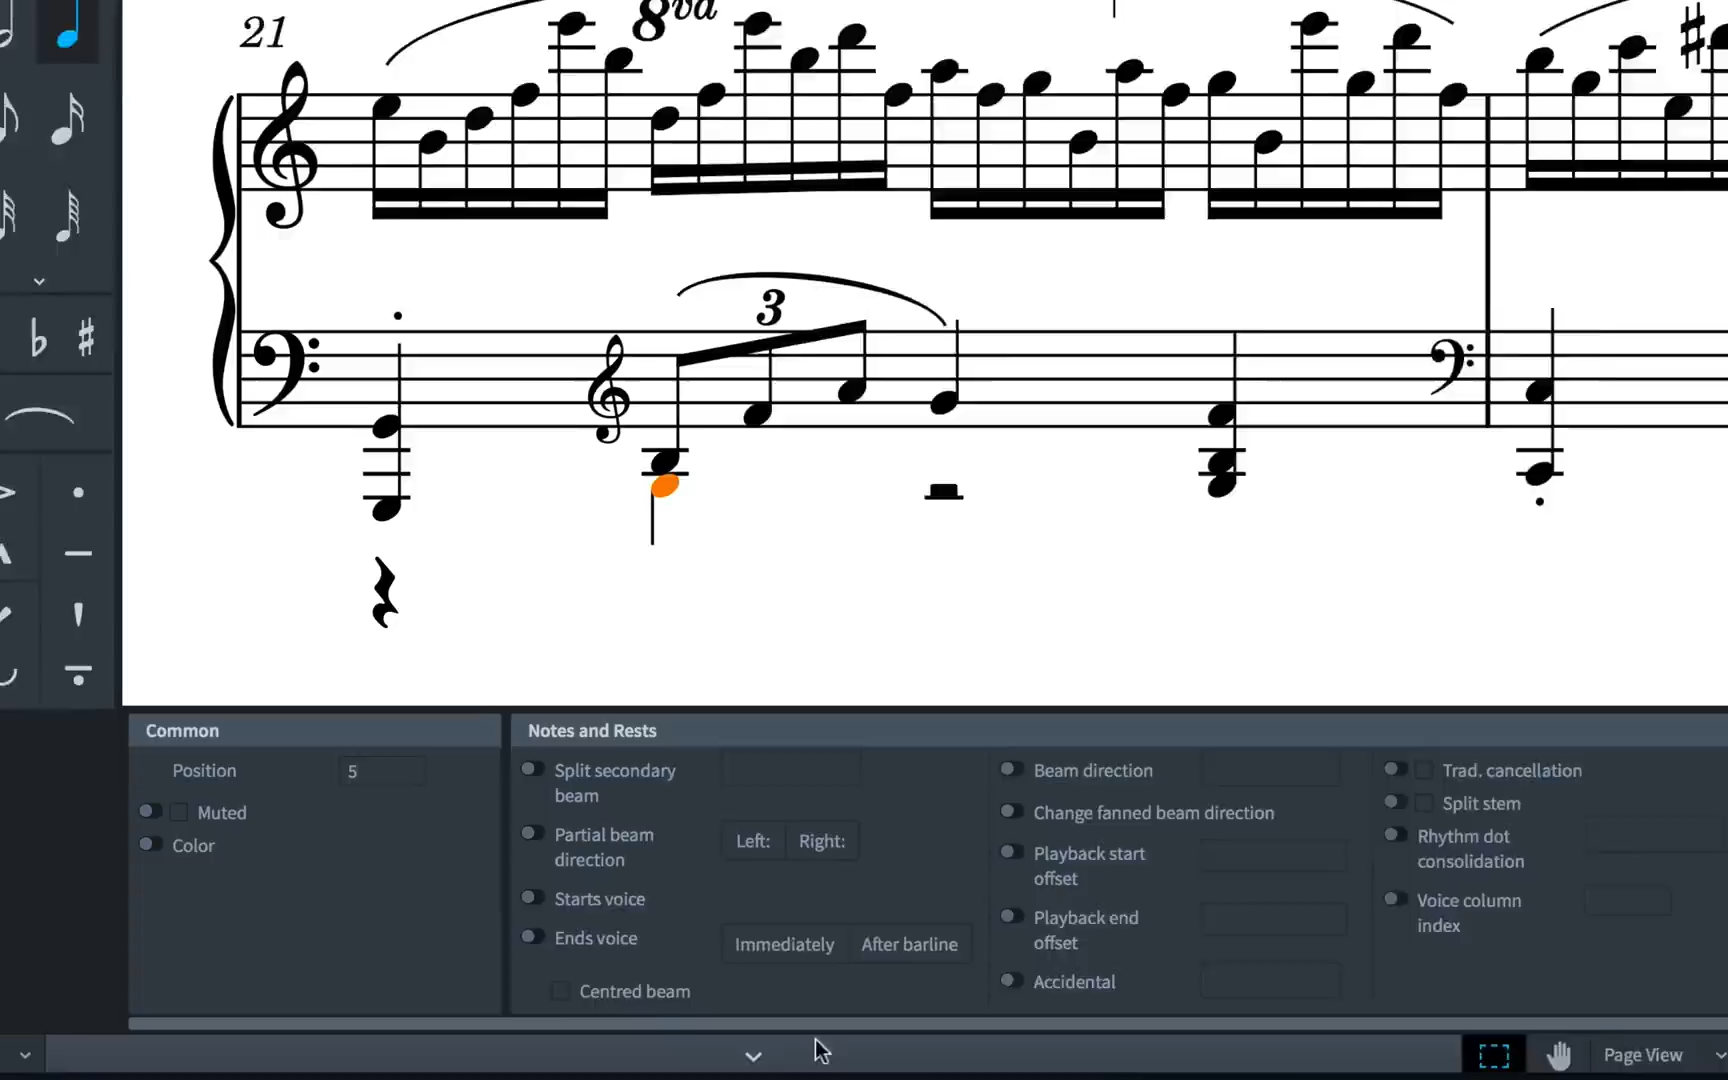 21
8va
3
Common
Position 5
Muted
Color
Notes and Rests
Split secondary
beam
Partial beam
direction
Left: Right:
Starts voice
Ends voice
Immediately After barline
Centred beam
Beam direction
Change fanned beam direction
Playback start
offset
Playback end
offset
Accidental
Trad. cancellation
Split stem
Rhythm dot
consolidation
Voice column
index
Page View